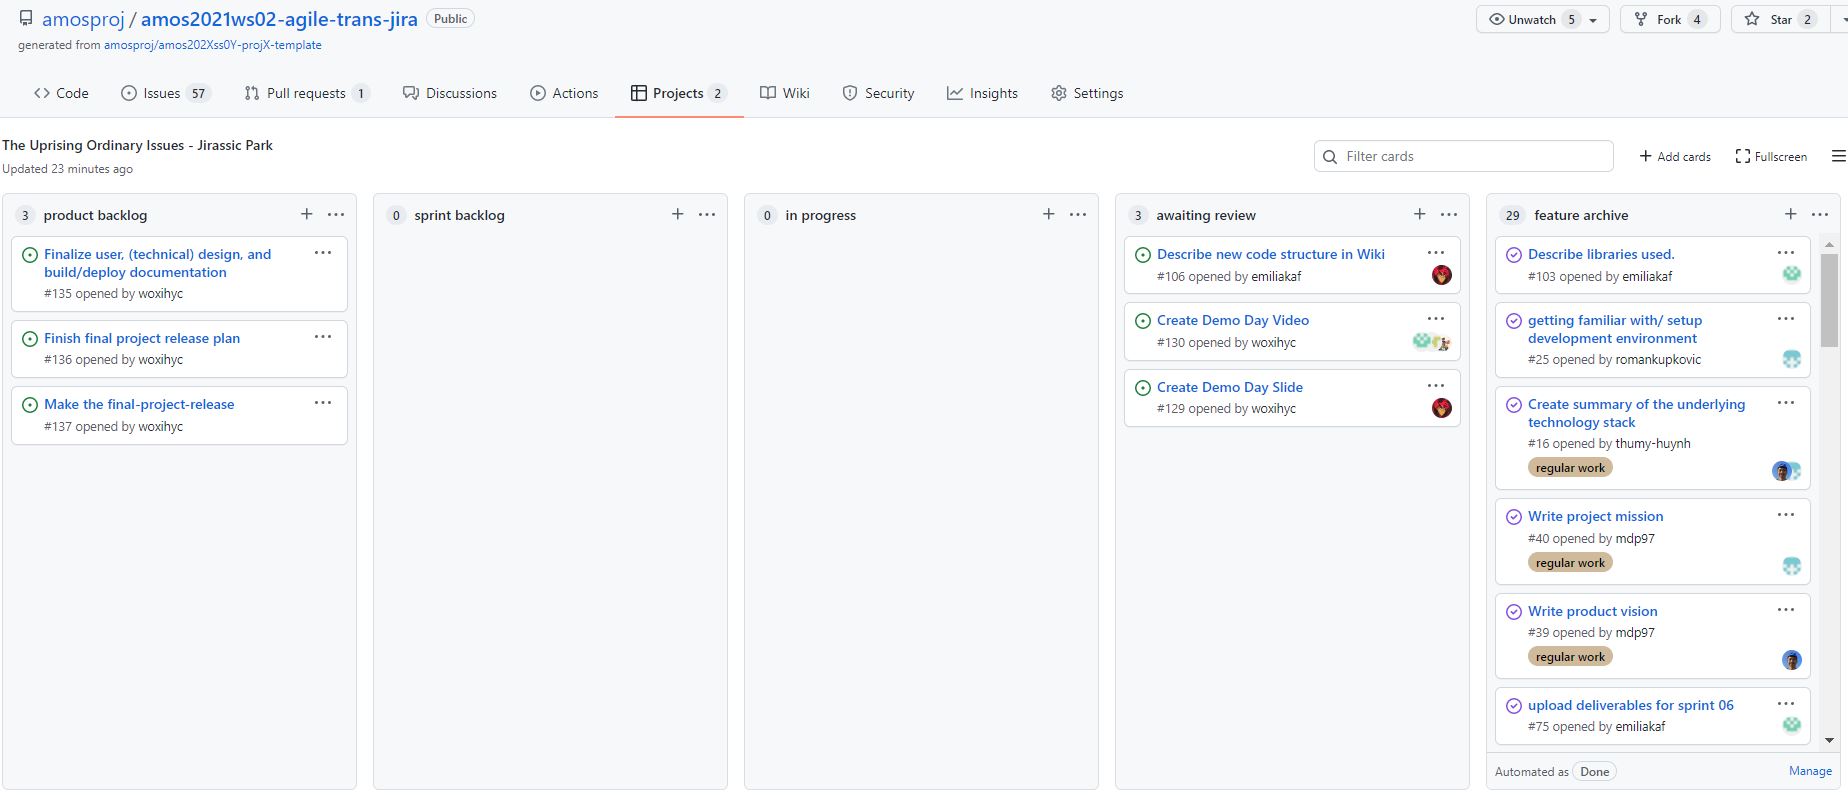 amosproj / amos2021ws02-agile-trans-jira Public
generated from amosproj/amos202Xss0Y-projX-template
Unwatch 5
Fork 4
Star 2
Code
Issues 57
Pull requests 1
Discussions
Actions
Projects 2
Wiki
Security
Insights
Settings
The Uprising Ordinary Issues - Jirassic Park
Updated 23 minutes ago
Filter cards
+ Add cards
Fullscreen
3 product backlog
Finalize user, (technical) design, and
build/deploy documentation
#135 opened by woxihyc
Finish final project release plan
#136 opened by woxihyc
Make the final-project-release
#137 opened by woxihyc
0 sprint backlog
0 in progress
3 awaiting review
Describe new code structure in Wiki
#106 opened by emiliakaf
Create Demo Day Video
#130 opened by woxihyc
Create Demo Day Slide
#129 opened by woxihyc
29 feature archive
Describe libraries used.
#103 opened by emiliakaf
getting familiar with/ setup
development environment
#25 opened by romankupkovic
Create summary of the underlying
technology stack
#16 opened by thumy-huynh
regular work
Write project mission
#40 opened by mdp97
regular work
Write product vision
#39 opened by mdp97
regular work
upload deliverables for sprint 06
#75 opened by emiliakaf
Automated as Done
Manage